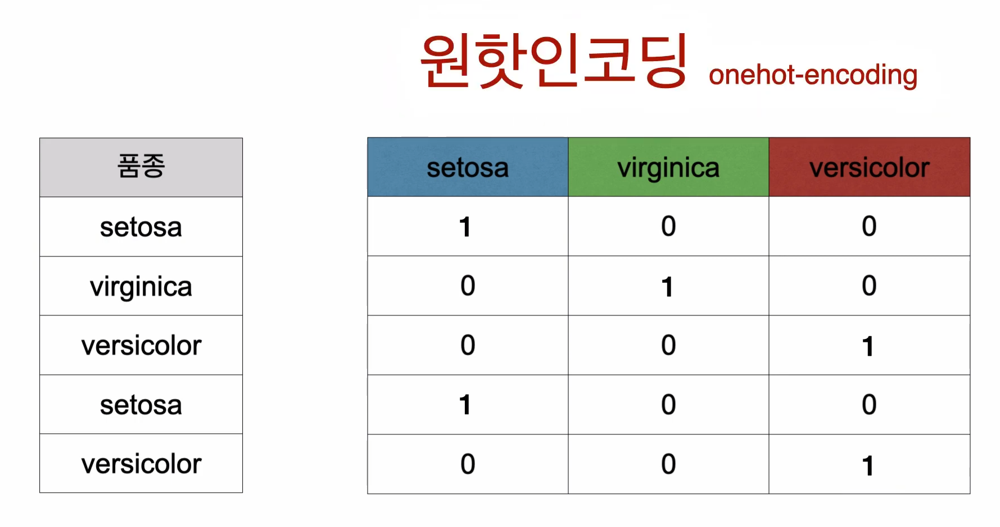 원핫인코딩 onehot-encoding
품종
setosa
virginica
versicolor
setosa
versicolor
setosa virginica versicolor
1 0 0
0 1 0
0 0 1
1 0 0
0 0 1